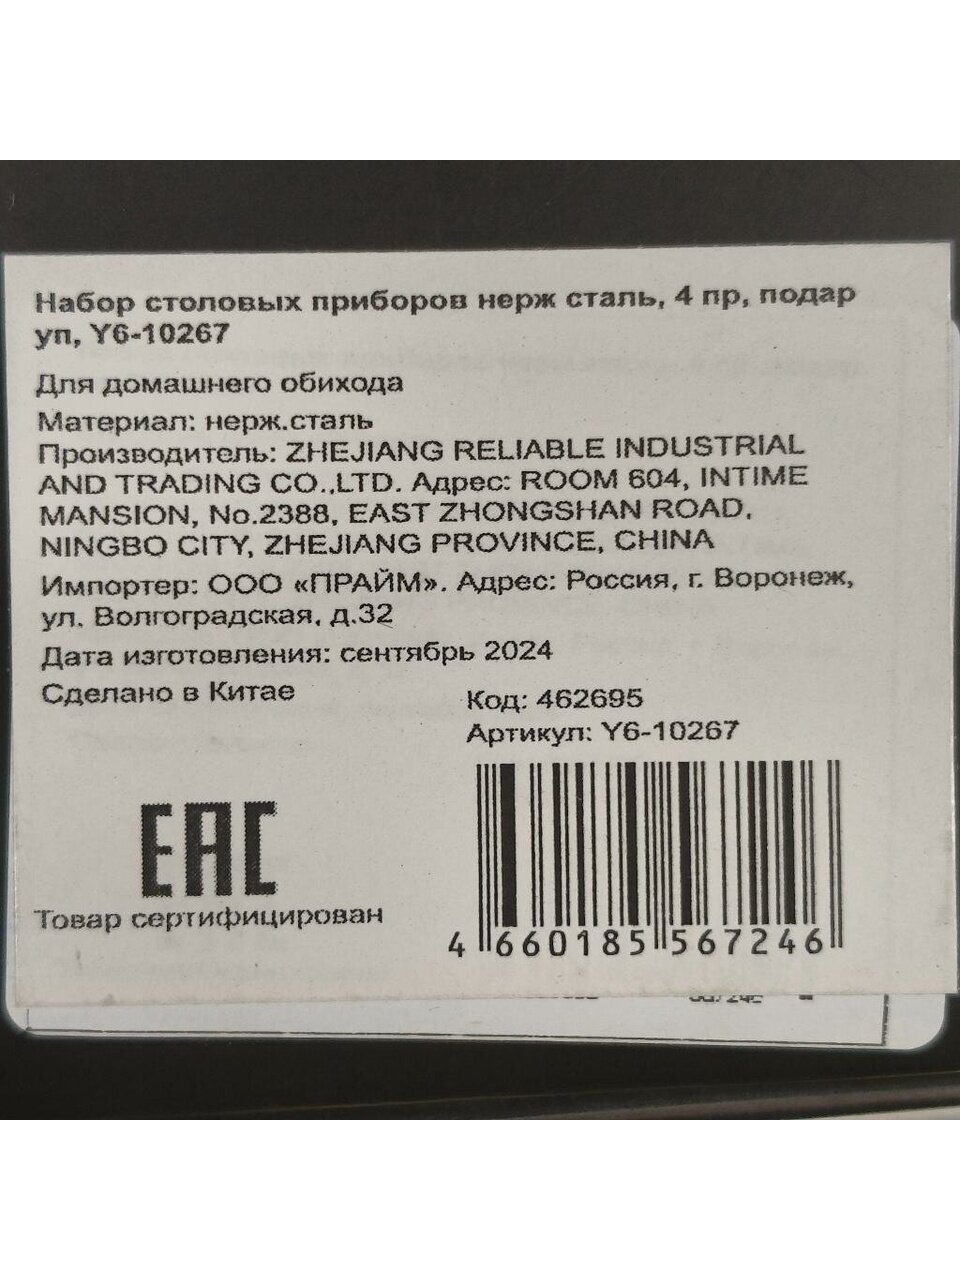 Набор столовых приборов нерж сталь, 4 пр, подар
уп, Y6-10267
Для домашнего обихода
Материал: нерж.сталь
Производитель: ZHEJIANG RELIABLE INDUSTRIAL
AND TRADING CO.,LTD. Адрес: ROOM 604, INTIME
MANSION, No.2388, EAST ZHONGSHAN ROAD,
NINGBO CITY, ZHEJIANG PROVINCE, CHINA
Импортер: ООО «ПРАЙМ». Адрес: Россия, г. Воронеж,
ул. Волгоградская, д.32
Дата изготовления: сентябрь 2024
Сделано в Китае
Код: 462695
Артикул: Y6-10267
ЕАС
Товар сертифицирован
4 660185 567246